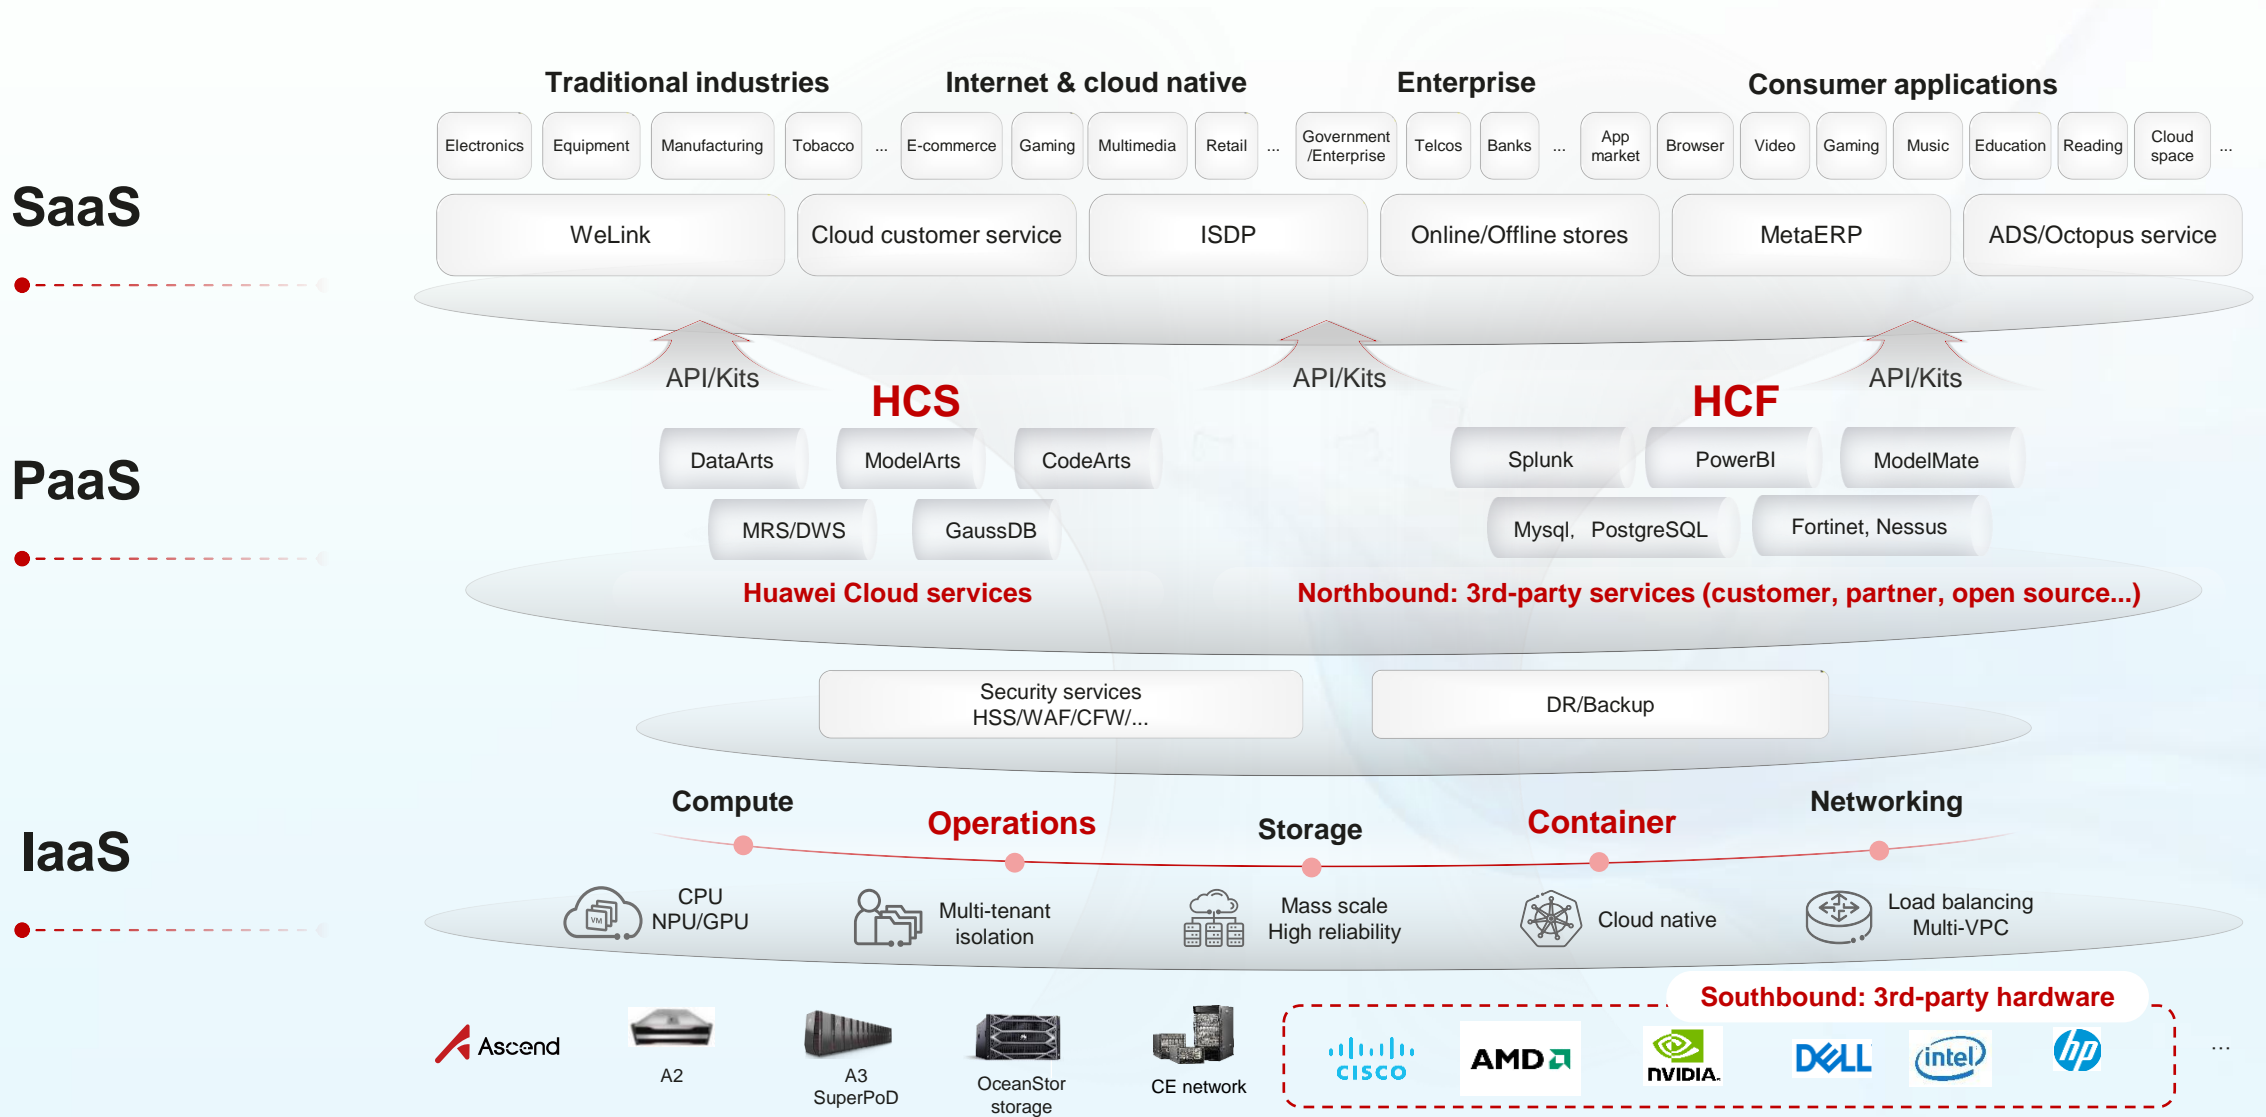 Traditional industries
Internet & cloud native
Enterprise
Consumer applications
Electronics
Equipment
Manufacturing
Tobacco
...
E-commerce
Gaming
Multimedia
Retail
...
Government
/Enterprise
Telcos
Banks
...
App
market
Browser
Video
Gaming
Music
Education
Reading
Cloud
space
...
SaaS
WeLink
Cloud customer service
ISDP
Online/Offline stores
MetaERP
ADS/Octopus service
API/Kits
API/Kits
API/Kits
HCS
HCF
PaaS
DataArts
ModelArts
CodeArts
Splunk
PowerBI
ModelMate
MRS/DWS
GaussDB
Mysql, PostgreSQL
Fortinet, Nessus
Huawei Cloud services
Northbound: 3rd-party services (customer, partner, open source...)
Security services
HSS/WAF/CFW/...
DR/Backup
IaaS
Compute
Operations
Storage
Container
Networking
VM
CPU
NPU/GPU
Multi-tenant
isolation
Mass scale
High reliability
Cloud native
Load balancing
Multi-VPC
Southbound: 3rd-party hardware
Ascend
A2
A3
SuperPoD
OceanStor
storage
CE network
CISCO
AMD
NVIDIA.
DELL
intel
hp
...